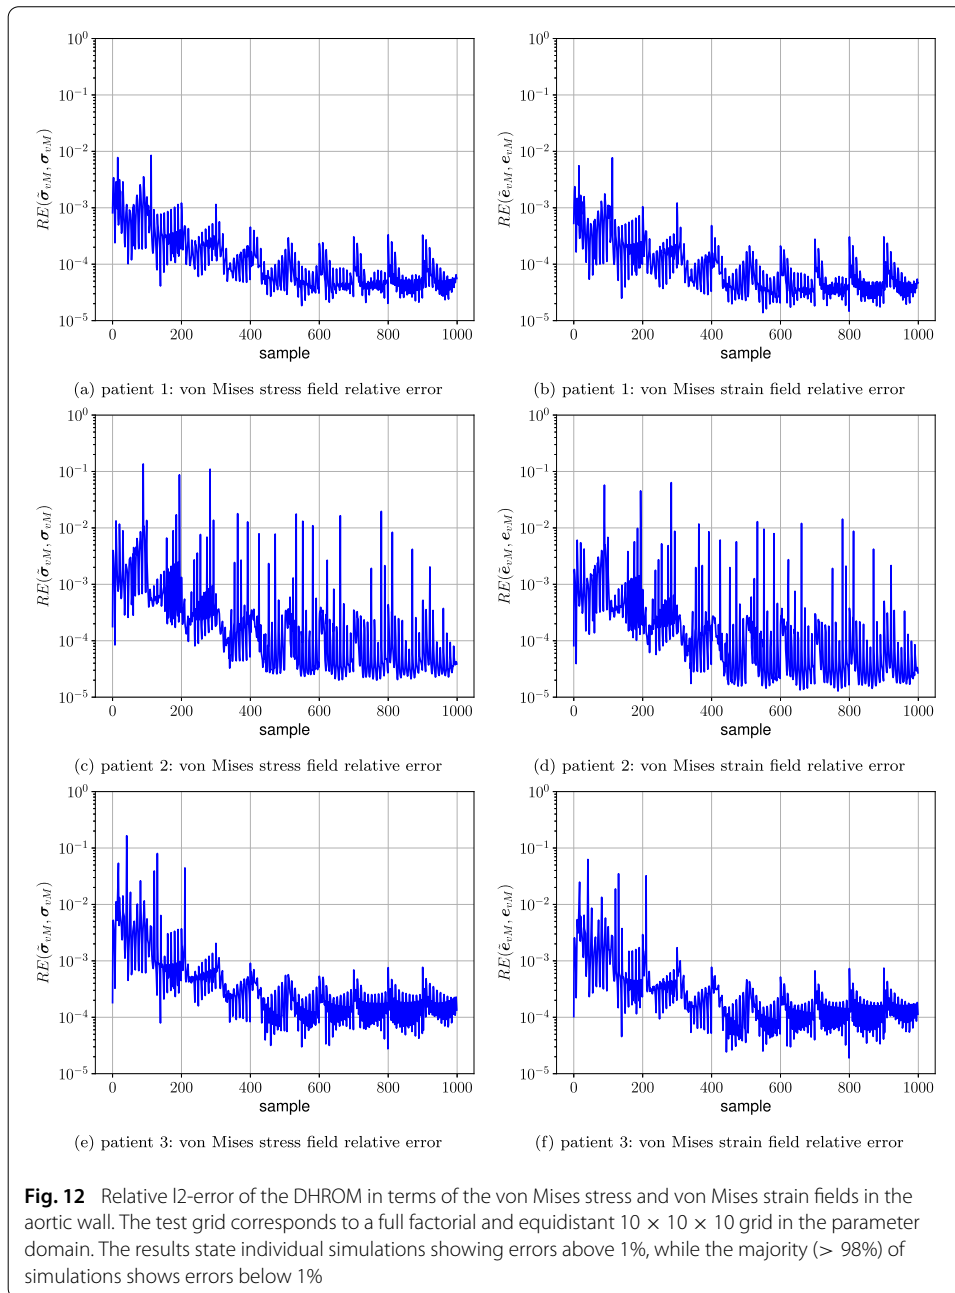 10⁰ 10⁰
10⁻¹ 10⁻¹
10⁻² 10⁻²
10⁻³ 10⁻³
10⁻⁴ 10⁻⁴
10⁻⁵ 10⁻⁵
RE(σ̃_vM, σ_vM) RE(ẽ_vM, e_vM)
0 200 400 600 800 1000 0 200 400 600 800 1000
sample sample
(a) patient 1: von Mises stress field relative error (b) patient 1: von Mises strain field relative error
10⁰ 10⁰
10⁻¹ 10⁻¹
10⁻² 10⁻²
10⁻³ 10⁻³
10⁻⁴ 10⁻⁴
10⁻⁵ 10⁻⁵
RE(σ̃_vM, σ_vM) RE(ẽ_vM, e_vM)
0 200 400 600 800 1000 0 200 400 600 800 1000
sample sample
(c) patient 2: von Mises stress field relative error (d) patient 2: von Mises strain field relative error
10⁰ 10⁰
10⁻¹ 10⁻¹
10⁻² 10⁻²
10⁻³ 10⁻³
10⁻⁴ 10⁻⁴
10⁻⁵ 10⁻⁵
RE(σ̃_vM, σ_vM) RE(ẽ_vM, e_vM)
0 200 400 600 800 1000 0 200 400 600 800 1000
sample sample
(e) patient 3: von Mises stress field relative error (f) patient 3: von Mises strain field relative error
Fig. 12 Relative l2-error of the DHROM in terms of the von Mises stress and von Mises strain fields in the
aortic wall. The test grid corresponds to a full factorial and equidistant 10 × 10 × 10 grid in the parameter
domain. The results state individual simulations showing errors above 1%, while the majority (> 98%) of
simulations shows errors below 1%